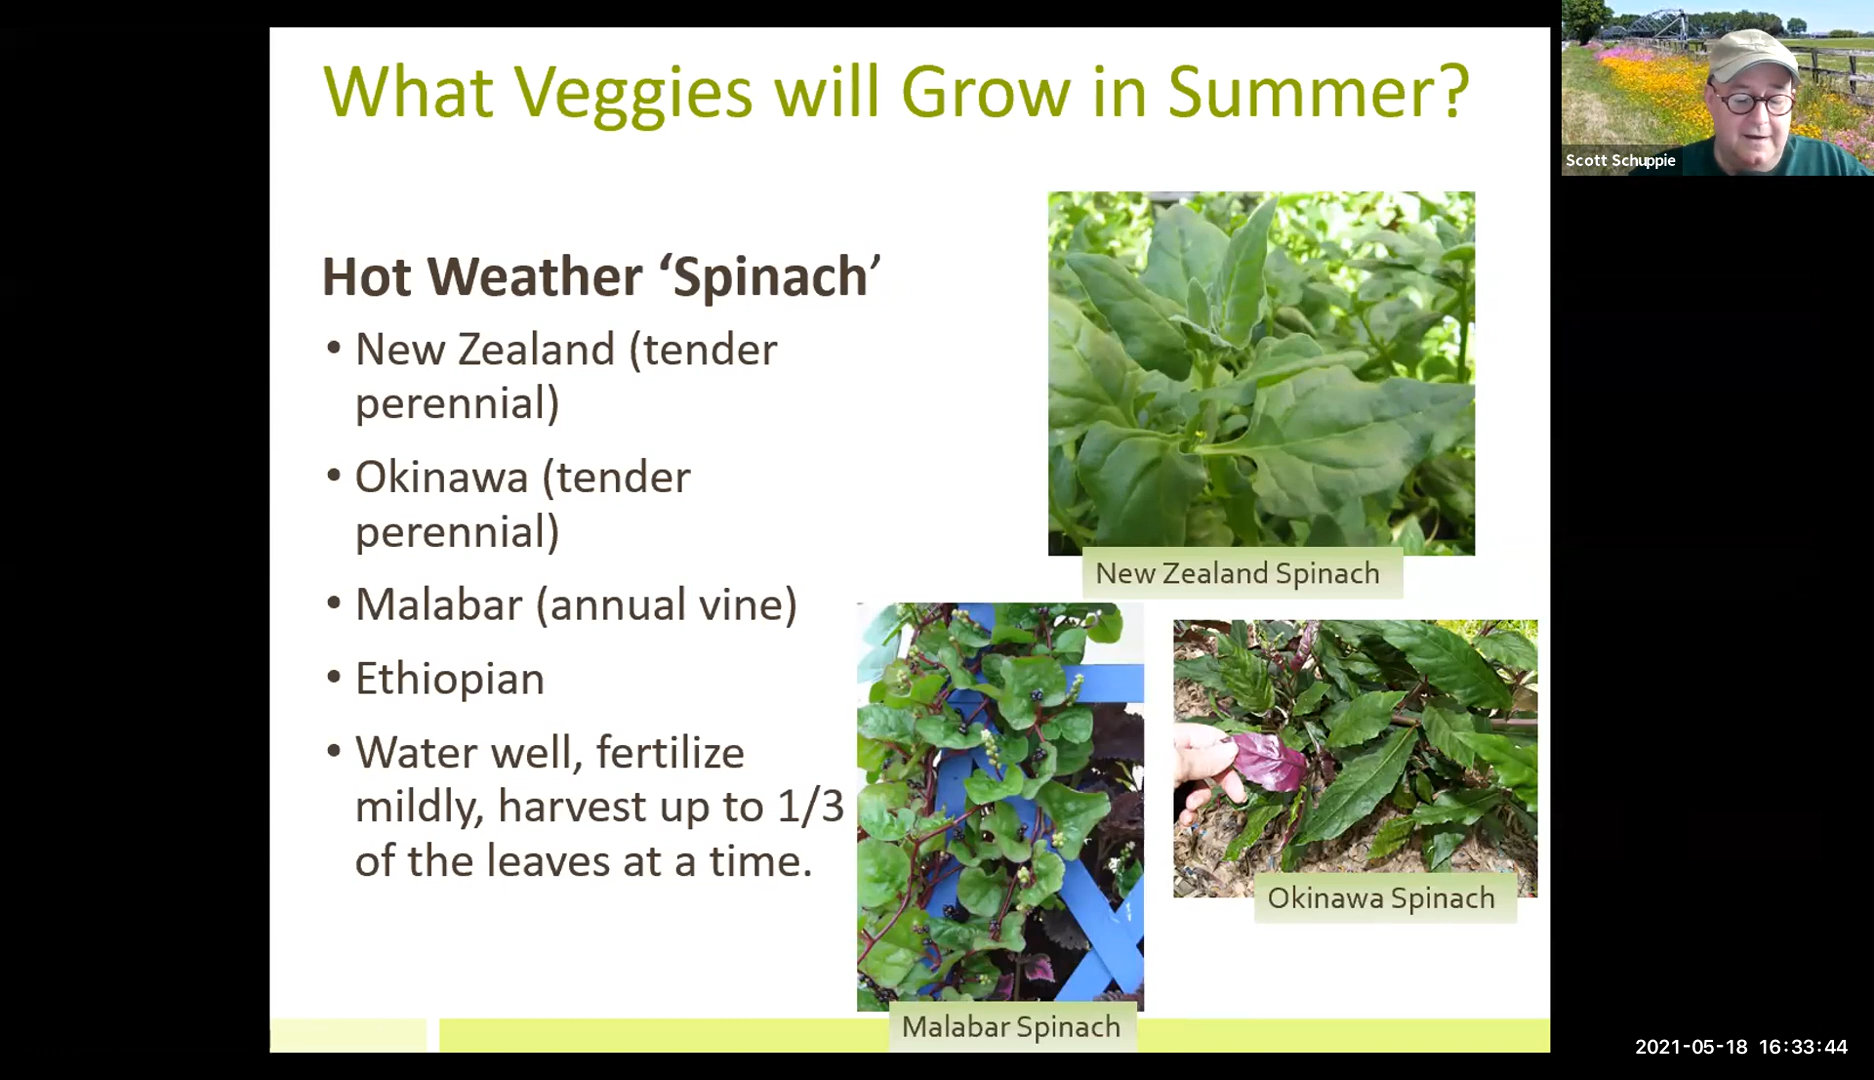 What Veggies will Grow in Summer?
Scott Schuppie
Hot Weather ‘Spinach’
• New Zealand (tender
perennial)
• Okinawa (tender
perennial)
• Malabar (annual vine)
• Ethiopian
• Water well, fertilize
mildly, harvest up to 1/3
of the leaves at a time.
New Zealand Spinach
Okinawa Spinach
Malabar Spinach
2021-05-18 16:33:44